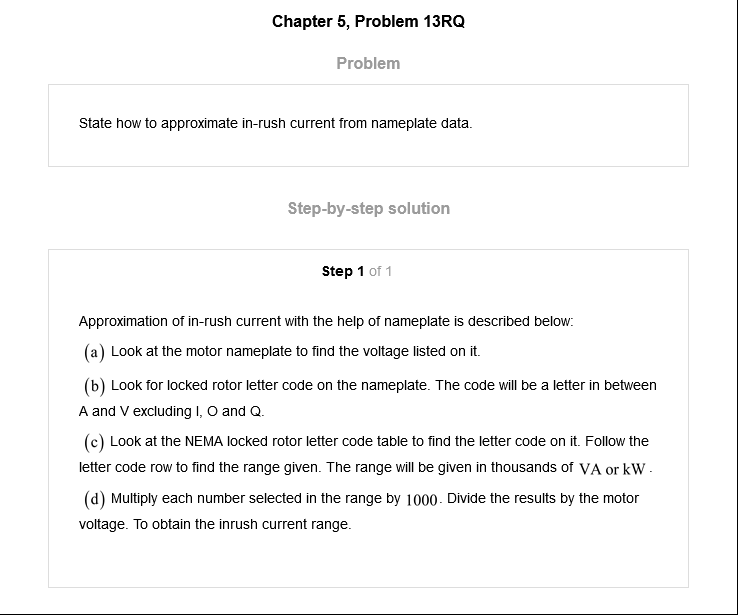 Chapter 5, Problem 13RQ
Problem
State how to approximate in-rush current from nameplate data.
Step-by-step solution
Step 1 of 1
Approximation of in-rush current with the help of nameplate is described below:
(a) Look at the motor nameplate to find the voltage listed on it.
(b) Look for locked rotor letter code on the nameplate. The code will be a letter in between
A and V excluding I, O and Q.
(c) Look at the NEMA locked rotor letter code table to find the letter code on it. Follow the
letter code row to find the range given. The range will be given in thousands of VA or kW.
(d) Multiply each number selected in the range by 1000. Divide the results by the motor
voltage. To obtain the inrush current range.